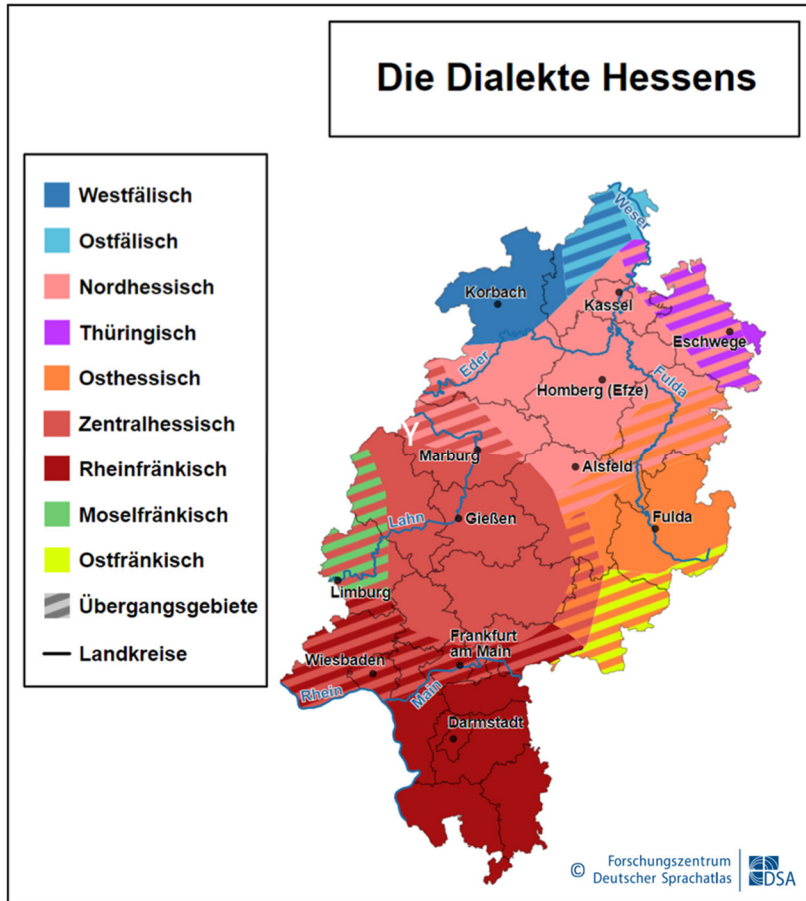 Die Dialekte Hessens
Westfälisch
Ostfälisch
Nordhessisch
Thüringisch
Osthessisch
Zentralhessisch
Rheinfränkisch
Moselfränkisch
Ostfränkisch
Übergangsgebiete
Landkreise
Weser
Korbach
Kassel
Eschwege
Eder
Homberg (Efze)
Fulda
Y
Marburg
Alsfeld
Lahn
Gießen
Fulda
Limburg
Frankfurt
am Main
Wiesbaden
Rhein
Main
Darmstadt
© Forschungszentrum
Deutscher Sprachatlas
DSA